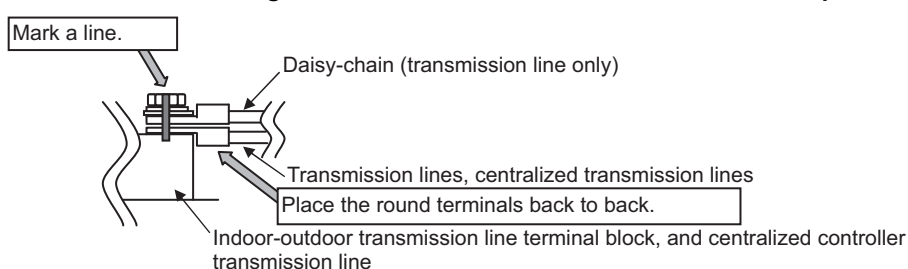 Mark a line.
Daisy-chain (transmission line only)
Transmission lines, centralized transmission lines
Place the round terminals back to back.
Indoor-outdoor transmission line terminal block, and centralized controller
transmission line